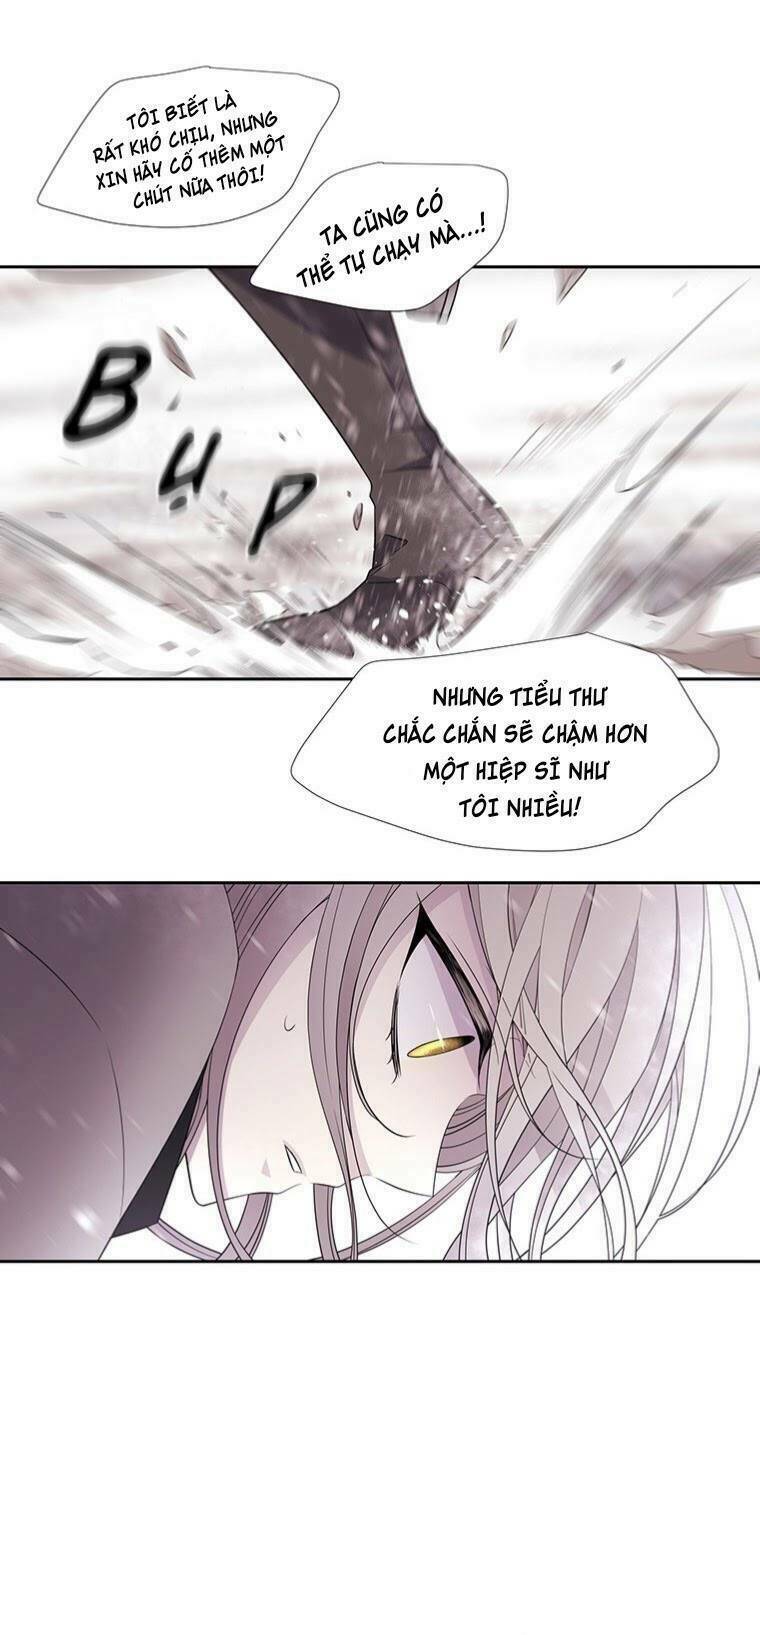 TÔI BIẾT LÀ
RẤT KHÓ CHỊU, NHƯNG
XIN HÃY CỐ THÊM MỘT
CHÚT NỮA THÔI!
TA CŨNG CÓ
THỂ TỰ CHẠY MÀ...!
BỤP
NHƯNG TIỂU THƯ
CHẮC CHẮN SẼ CHẬM HƠN
MỘT HIỆP SĨ NHƯ
TÔI NHIỀU!